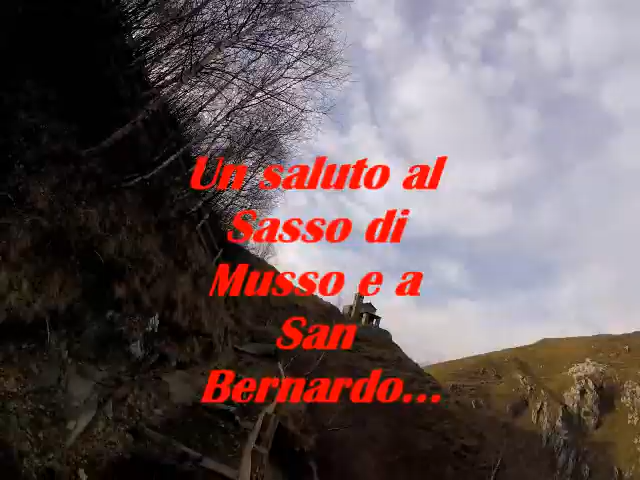 Un saluto al
Sasso di
Musso e a
San
Bernardo...